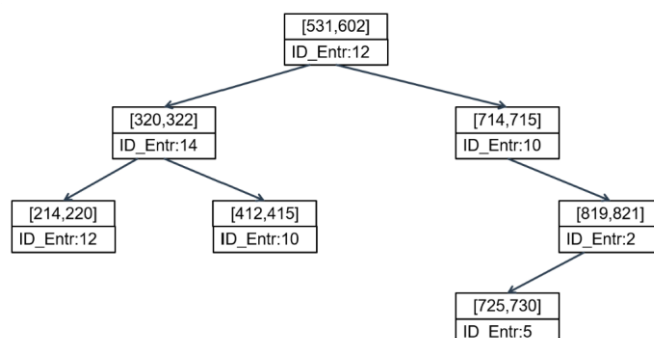 [531,602]
ID_Entr:12
[320,322]
ID_Entr:14
[714,715]
ID_Entr:10
[214,220]
ID_Entr:12
[412,415]
ID_Entr:10
[819,821]
ID_Entr:2
[725,730]
ID_Entr:5